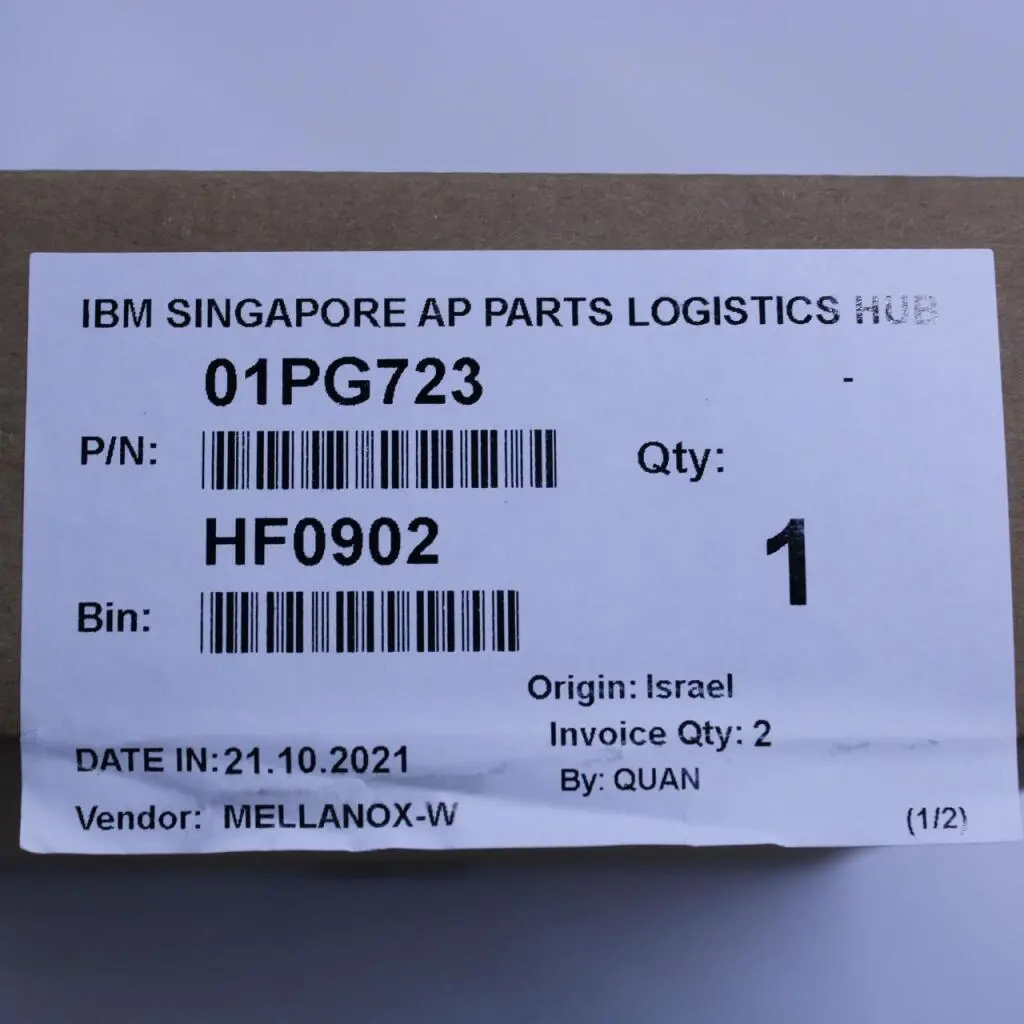 IBM SINGAPORE AP PARTS LOGISTICS HUB
01PG723 -
P/N: Qty:
HF0902 1
Bin:
Origin: Israel
Invoice Qty: 2
DATE IN:21.10.2021
By: QUAN
Vendor: MELLANOX-W (1/2)